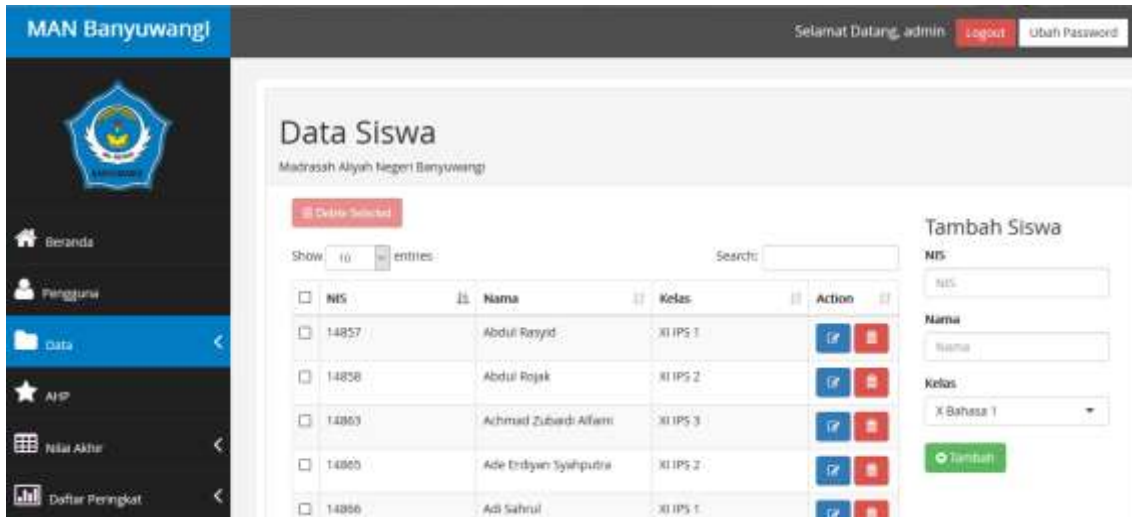 MAN Banyuwangi
Selamat Datang, admin Logout Ubah Password
Beranda
Pengguna
Data
AHP
Nilai Akhir
Daftar Peringkat
Data Siswa
Madrasah Aliyah Negeri Banyuwangi
Delete Selected
Show 10 entries
Search:
NIS Nama Kelas Action
14857 Abdul Rasyid XI IPS 1
14858 Abdul Rojak XI IPS 2
14863 Achmad Zubaidi Alfami XI IPS 3
14865 Ade Erdiyan Syahputra XI IPS 2
14866 Adi Sahrul XI IPS 1
Tambah Siswa
NIS
NIS
Nama
Nama
Kelas
X Bahasa 1
Tambah